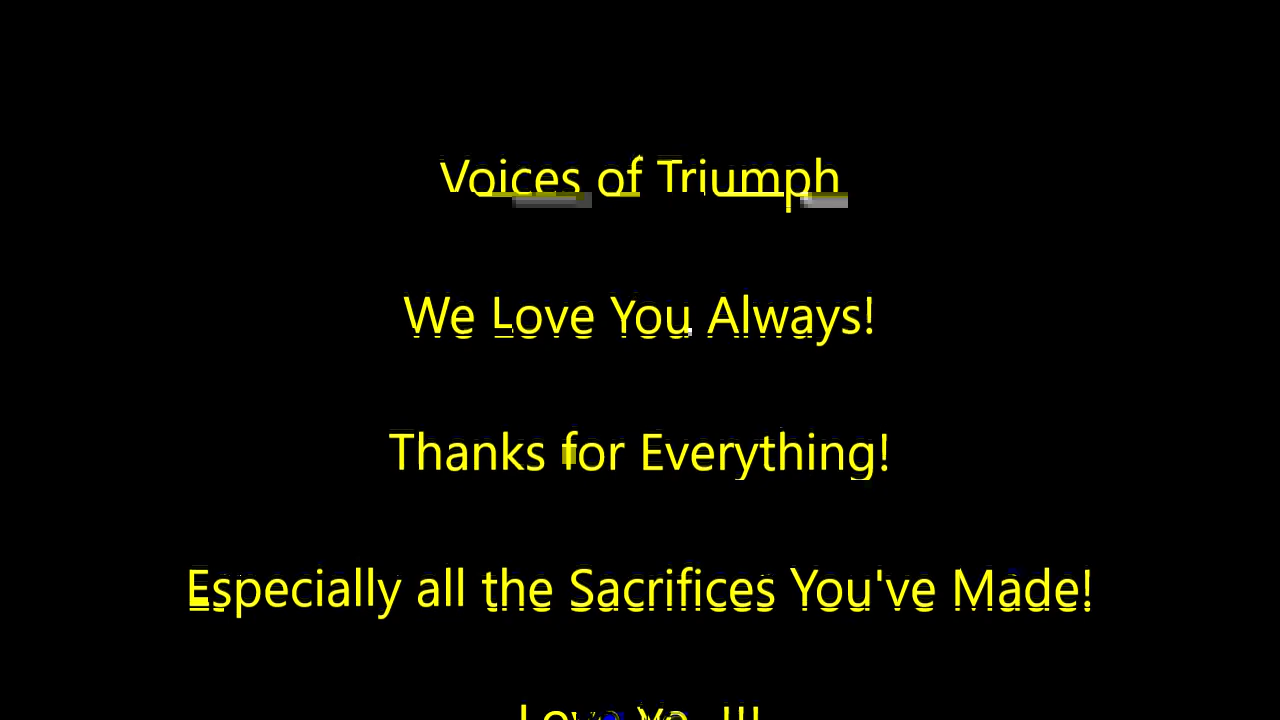 Voices of Triumph
We Love You Always!
Thanks for Everything!
Especially all the Sacrifices You've Made!